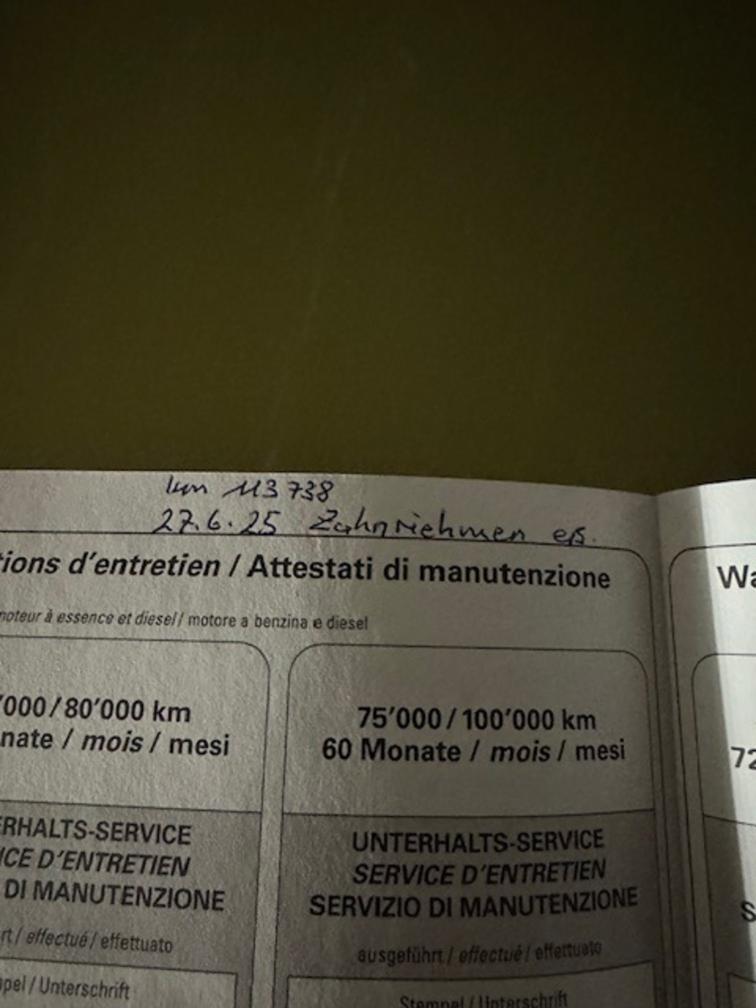 km 113 738
27.6.25 Zahnriehmen ers.
tions d'entretien / Attestati di manutenzione
Wa
moteur à essence et diesel / motore a benzina e diesel
'000/80'000 km
nate / mois / mesi
75'000/100'000 km
60 Monate / mois / mesi
72
ERHALTS-SERVICE
ICE D'ENTRETIEN
DI MANUTENZIONE
UNTERHALTS-SERVICE
SERVICE D'ENTRETIEN
SERVIZIO DI MANUTENZIONE
S
rt / effectué / effettuato
ausgeführt / effectué / effettuato
pel / Unterschrift
Stempel / Unterschrift